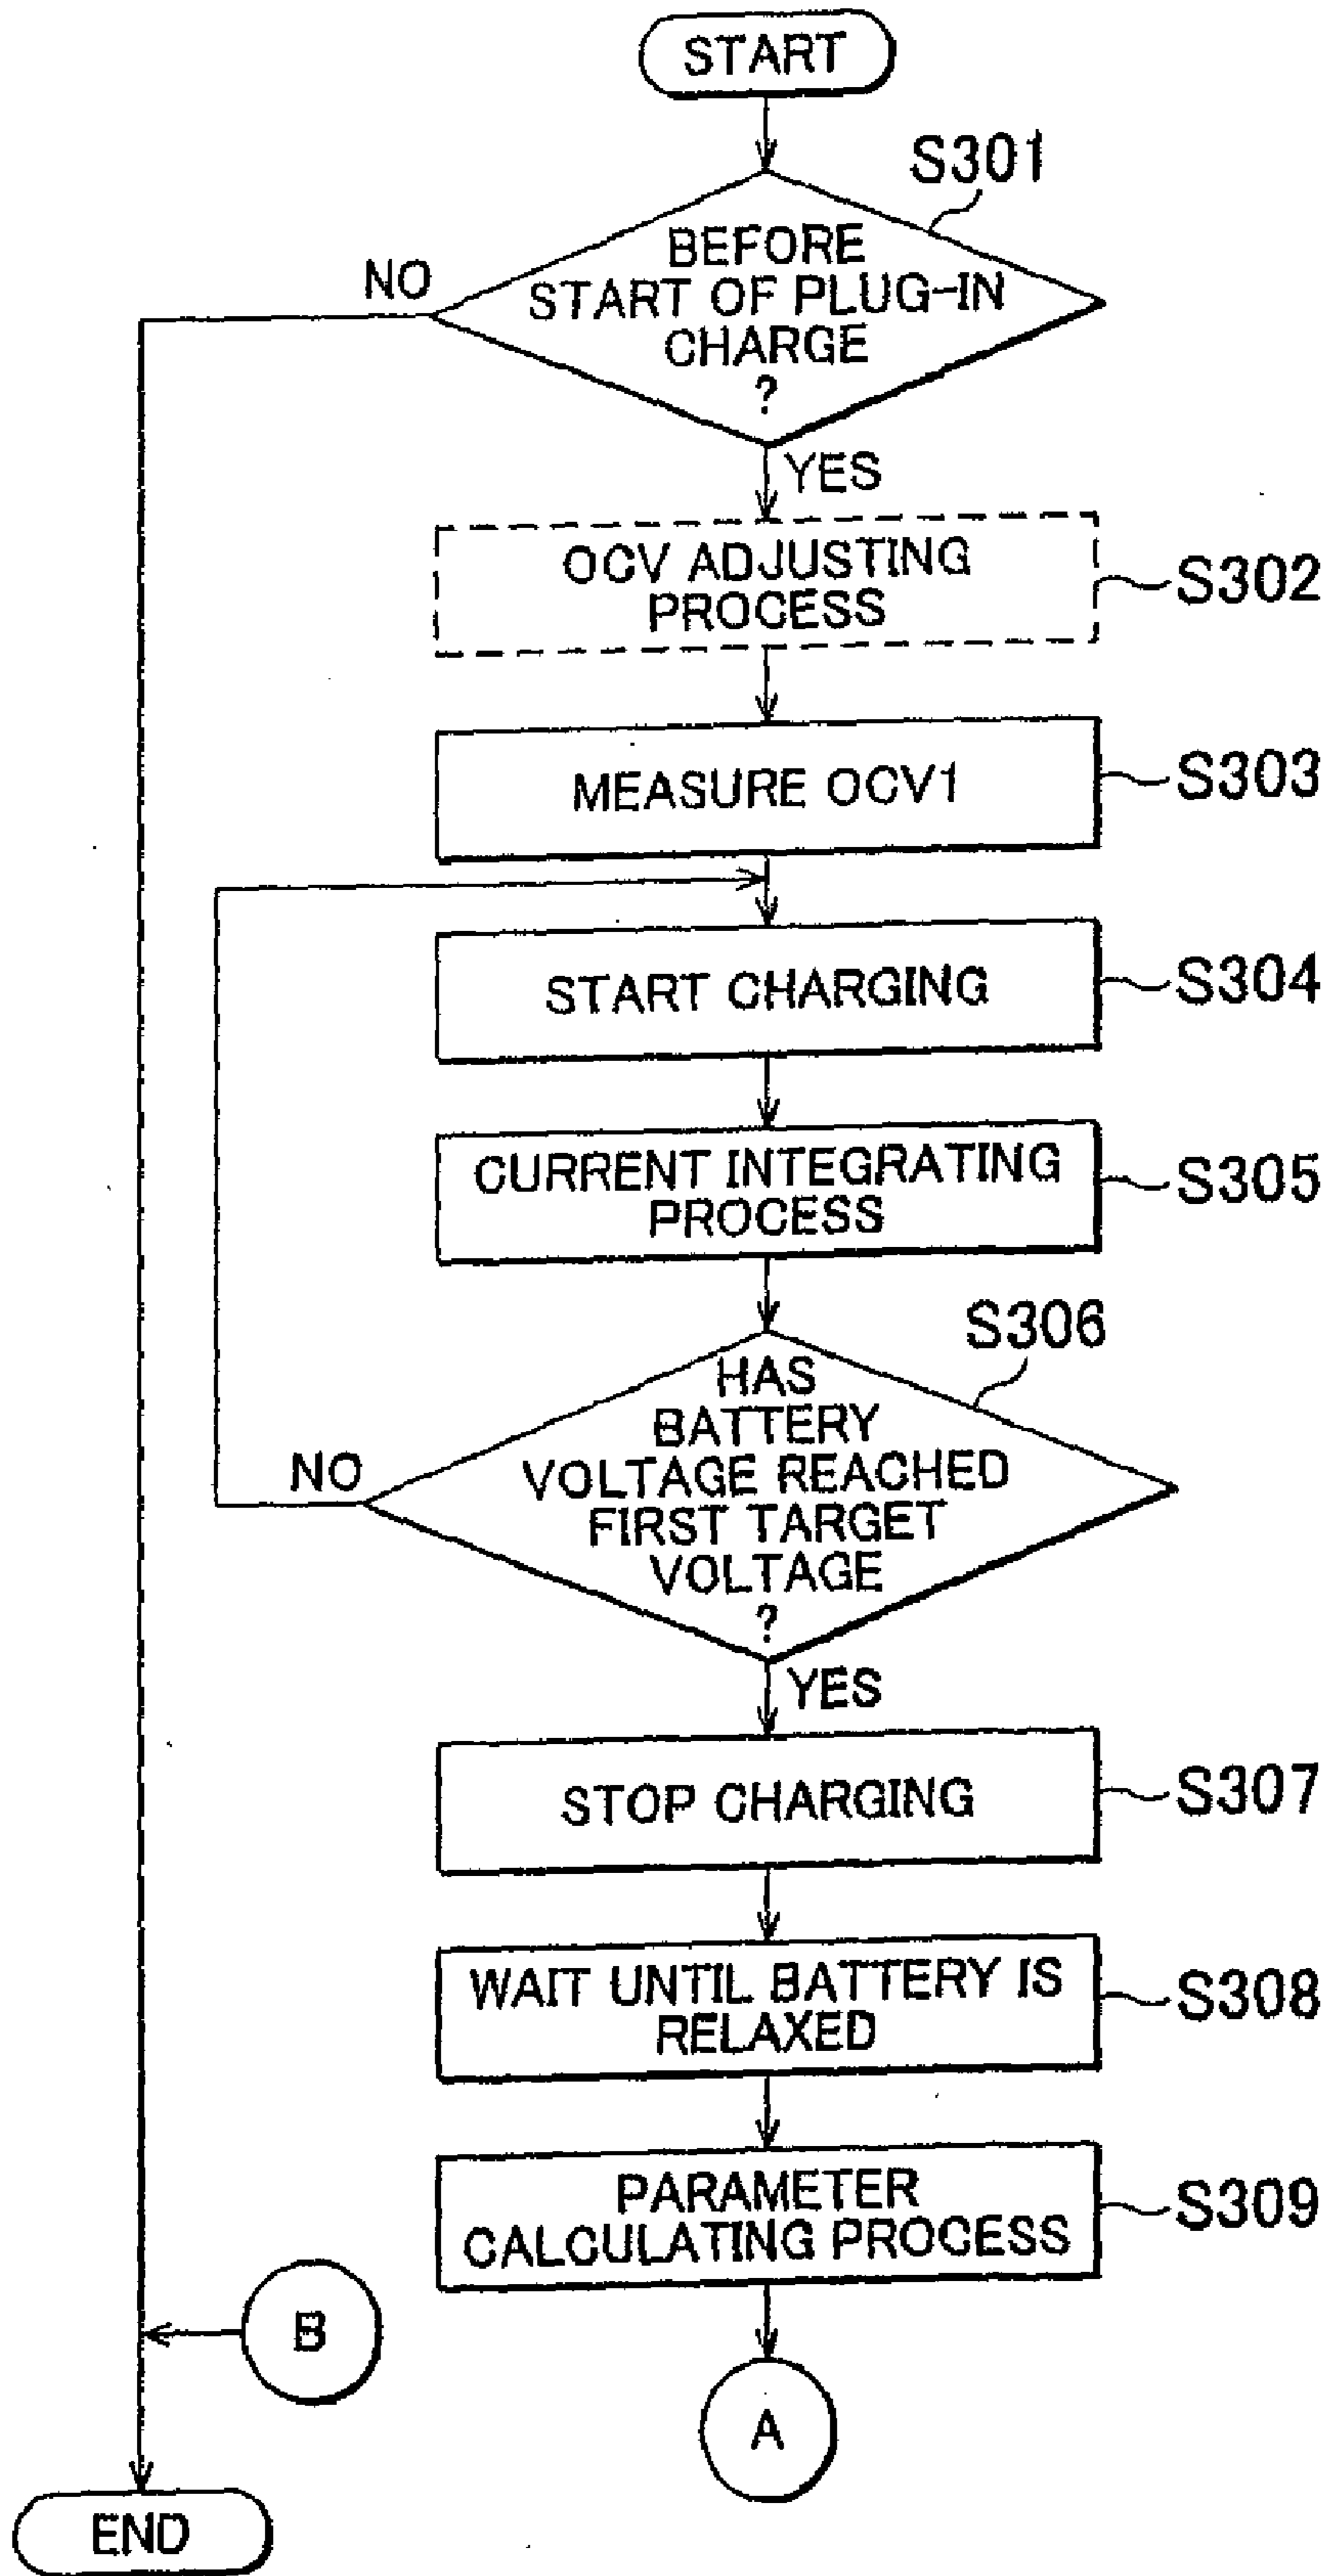 START
S301
BEFORE
START OF PLUG-IN
CHARGE
?
NO
YES
OCV ADJUSTING
PROCESS
S302
MEASURE OCV1
S303
START CHARGING
S304
CURRENT INTEGRATING
PROCESS
S305
S306
HAS
BATTERY
VOLTAGE REACHED
FIRST TARGET
VOLTAGE
?
NO
YES
STOP CHARGING
S307
WAIT UNTIL BATTERY IS
RELAXED
S308
PARAMETER
CALCULATING PROCESS
S309
B
A
END